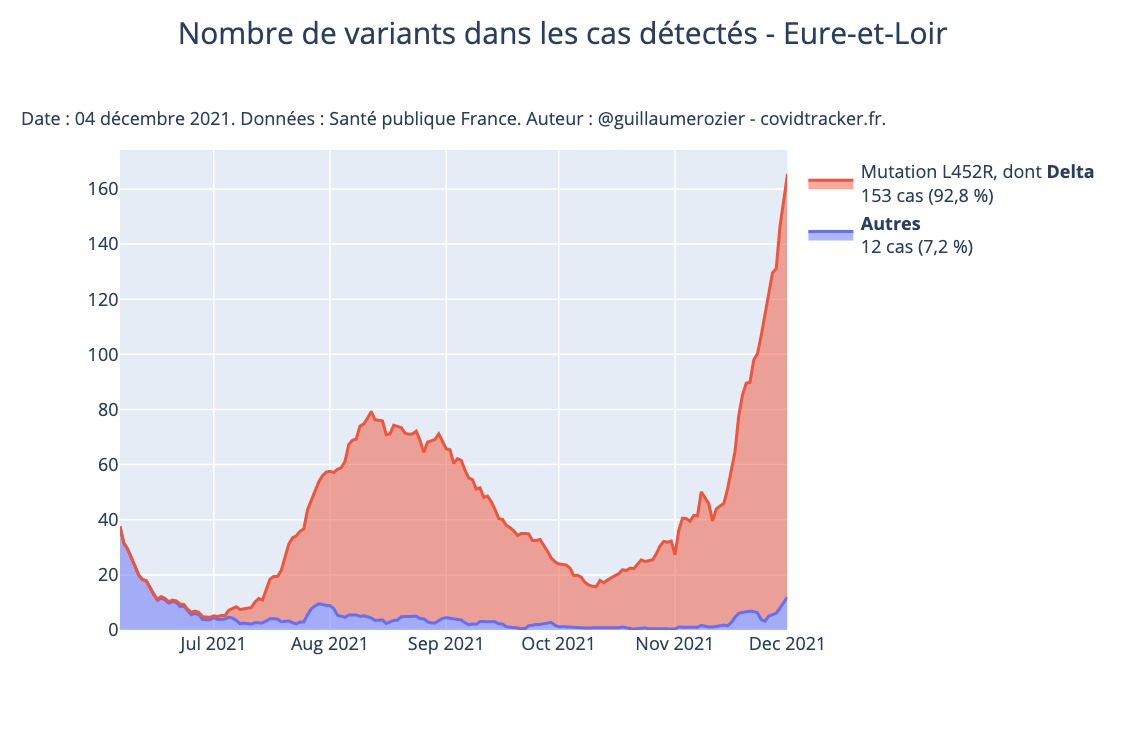 Nombre de variants dans les cas détectés - Eure-et-Loir
Date : 04 décembre 2021. Données : Santé publique France. Auteur : @guillaumerozier - covidtracker.fr.
Mutation L452R, dont Delta
153 cas (92,8 %)
Autres
12 cas (7,2 %)
160
140
120
100
80
60
40
20
0
Jul 2021 Aug 2021 Sep 2021 Oct 2021 Nov 2021 Dec 2021